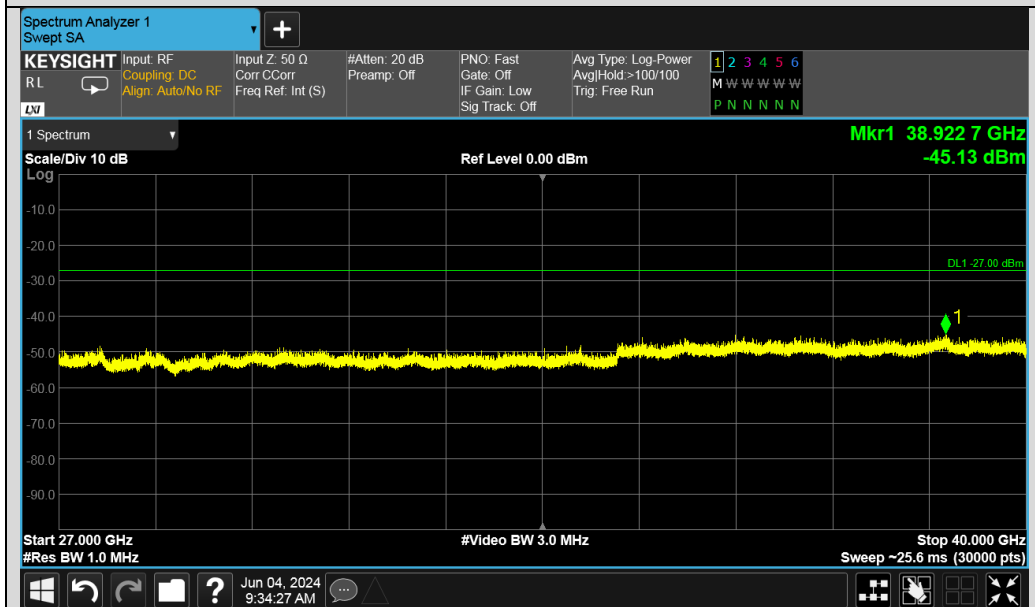 Spectrum Analyzer 1
Swept SA
+
KEYSIGHT
RL
LXI
Input: RF
Coupling: DC
Align: Auto/No RF
Input Z: 50 Ω
Corr CCorr
Freq Ref: Int (S)
#Atten: 20 dB
Preamp: Off
PNO: Fast
Gate: Off
IF Gain: Low
Sig Track: Off
Avg Type: Log-Power
Avg|Hold:>100/100
Trig: Free Run
1 2 3 4 5 6
M W W W W W
P N N N N N
1 Spectrum
Mkr1 38.922 7 GHz
-45.13 dBm
Scale/Div 10 dB
Ref Level 0.00 dBm
Log
-10.0
-20.0
DL1 -27.00 dBm
-30.0
-40.0
1
-50.0
-60.0
-70.0
-80.0
-90.0
Start 27.000 GHz
#Video BW 3.0 MHz
Stop 40.000 GHz
#Res BW 1.0 MHz
Sweep ~25.6 ms (30000 pts)
?
Jun 04, 2024
9:34:27 AM